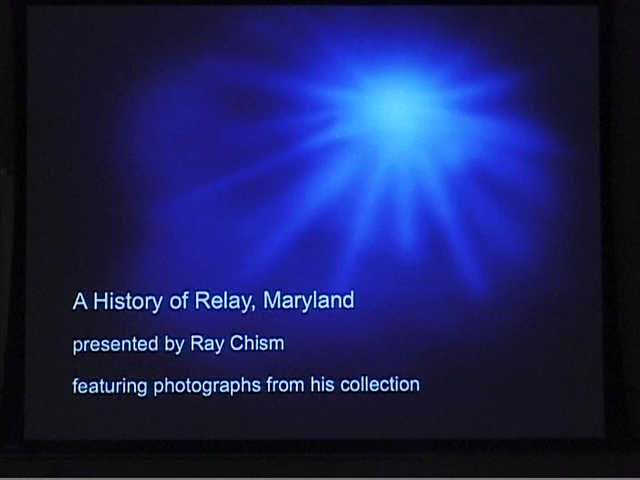 A History of Relay, Maryland
presented by Ray Chism
featuring photographs from his collection